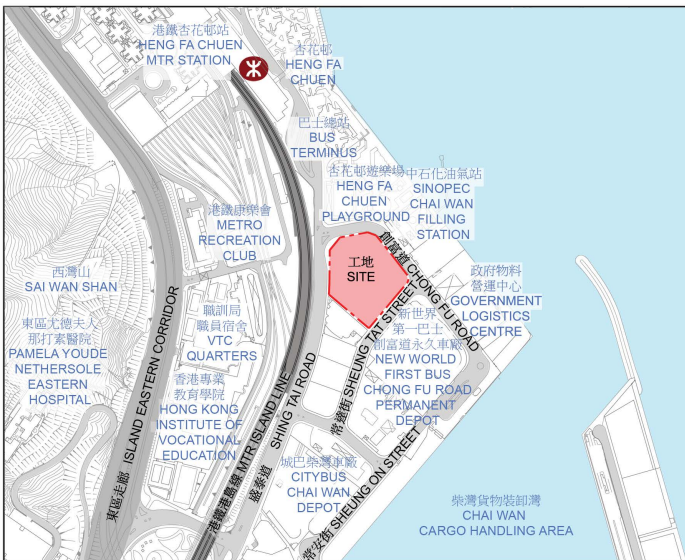 港鐵杏花邨站
HENG FA CHUEN
MTR STATION
杏花邨
HENG FA
CHUEN
巴士總站
BUS
TERMINUS
杏花邨遊樂場
HENG FA
CHUEN
PLAYGROUND
中石化油氣站
SINOPEC
CHAI WAN
FILLING
STATION
港鐵康樂會
METRO
RECREATION
CLUB
工地
SITE
創富道 CHONG FU ROAD
政府物料
營運中心
GOVERNMENT
LOGISTICS
CENTRE
西灣山
SAI WAN SHAN
東區尤德夫人
那打素醫院
PAMELA YOUDE
NETHERSOLE
EASTERN
HOSPITAL
東區走廊 ISLAND EASTERN CORRIDOR
職訓局
職員宿舍
VTC
QUARTERS
香港專業
教育學院
HONG KONG
INSTITUTE OF
VOCATIONAL
EDUCATION
港鐵港島線 MTR ISLAND LINE
盛泰道 SHING TAI ROAD
常達街 SHEUNG TAT STREET
新世界
第一巴士
創富道永久車廠
NEW WORLD
FIRST BUS
CHONG FU ROAD
PERMANENT
DEPOT
城巴柴灣車廠
CITYBUS
CHAI WAN
DEPOT
常安街 SHEUNG ON STREET
柴灣貨物裝卸灣
CHAI WAN
CARGO HANDLING AREA